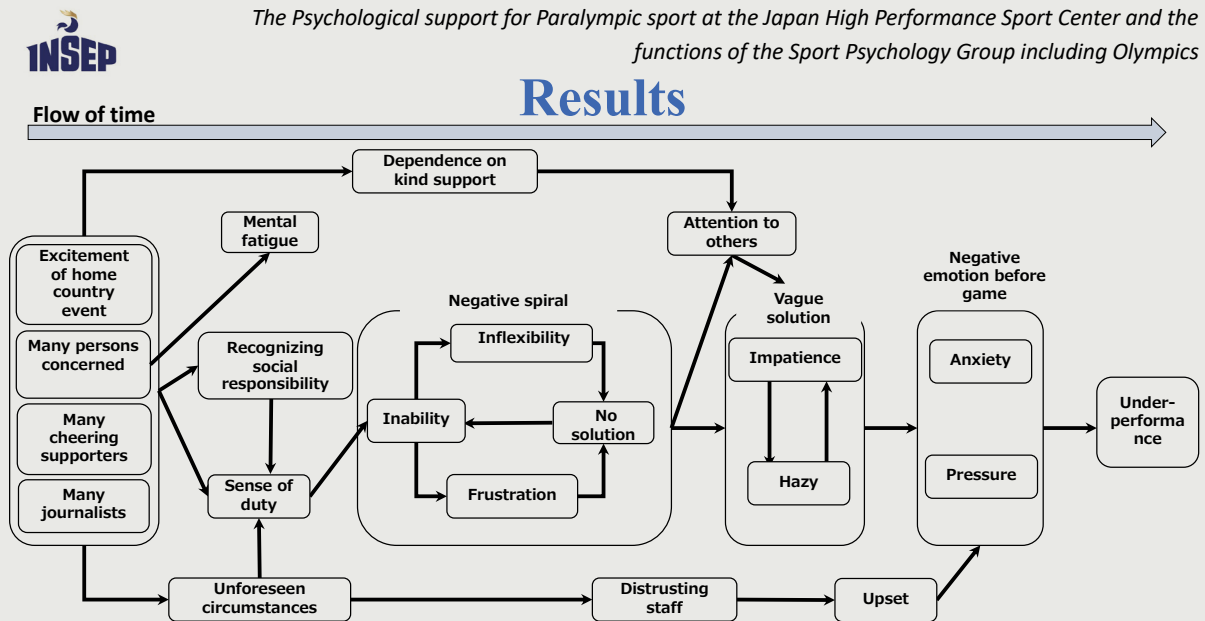 INSEP
The Psychological support for Paralympic sport at the Japan High Performance Sport Center and the
functions of the Sport Psychology Group including Olympics
Results
Flow of time
Dependence on
kind support
Mental
fatigue
Attention to
others
Excitement
of home
country
event
Many persons
concerned
Many
cheering
supporters
Many
journalists
Recognizing
social
responsibility
Sense of
duty
Negative spiral
Inflexibility
Inability
No
solution
Frustration
Vague
solution
Impatience
Hazy
Negative
emotion before
game
Anxiety
Pressure
Under-
performa
nce
Unforeseen
circumstances
Distrusting
staff
Upset